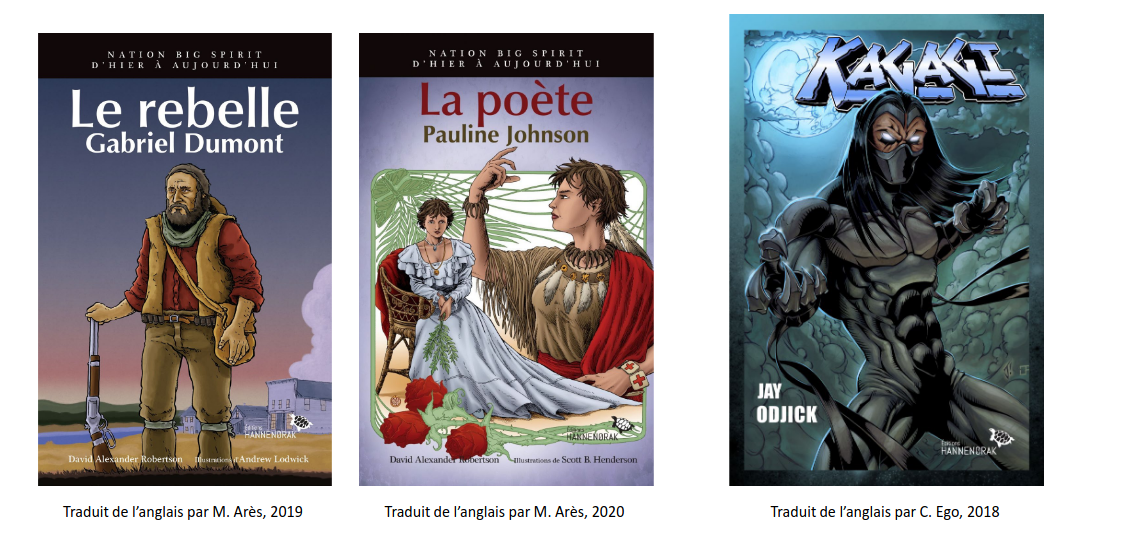 NATION BIG SPIRIT
D'HIER À AUJOURD'HUI
Le rebelle
Gabriel Dumont
Éditions
HANNENORAK
David Alexander Robertson Illustrations d'Andrew Lodwick
Traduit de l'anglais par M. Arès, 2019
NATION BIG SPIRIT
D'HIER À AUJOURD'HUI
La poète
Pauline Johnson
Éditions
HANNENORAK
David Alexander Robertson Illustrations de Scott B. Henderson
Traduit de l'anglais par M. Arès, 2020
KAGAGI
JAY
ODJICK
Éditions
HANNENORAK
Traduit de l'anglais par C. Ego, 2018